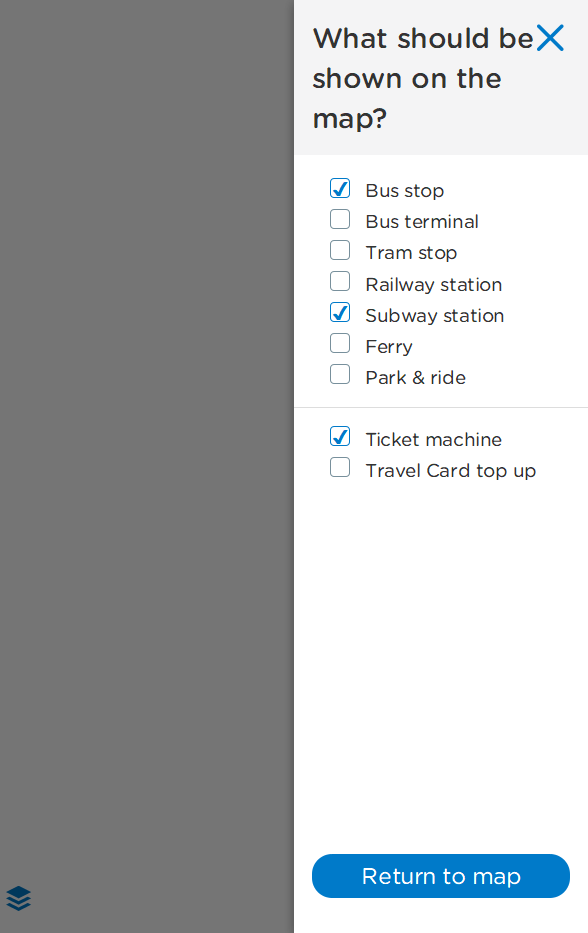 What should be
shown on the
map?
Bus stop
Bus terminal
Tram stop
Railway station
Subway station
Ferry
Park & ride
Ticket machine
Travel Card top up
Return to map